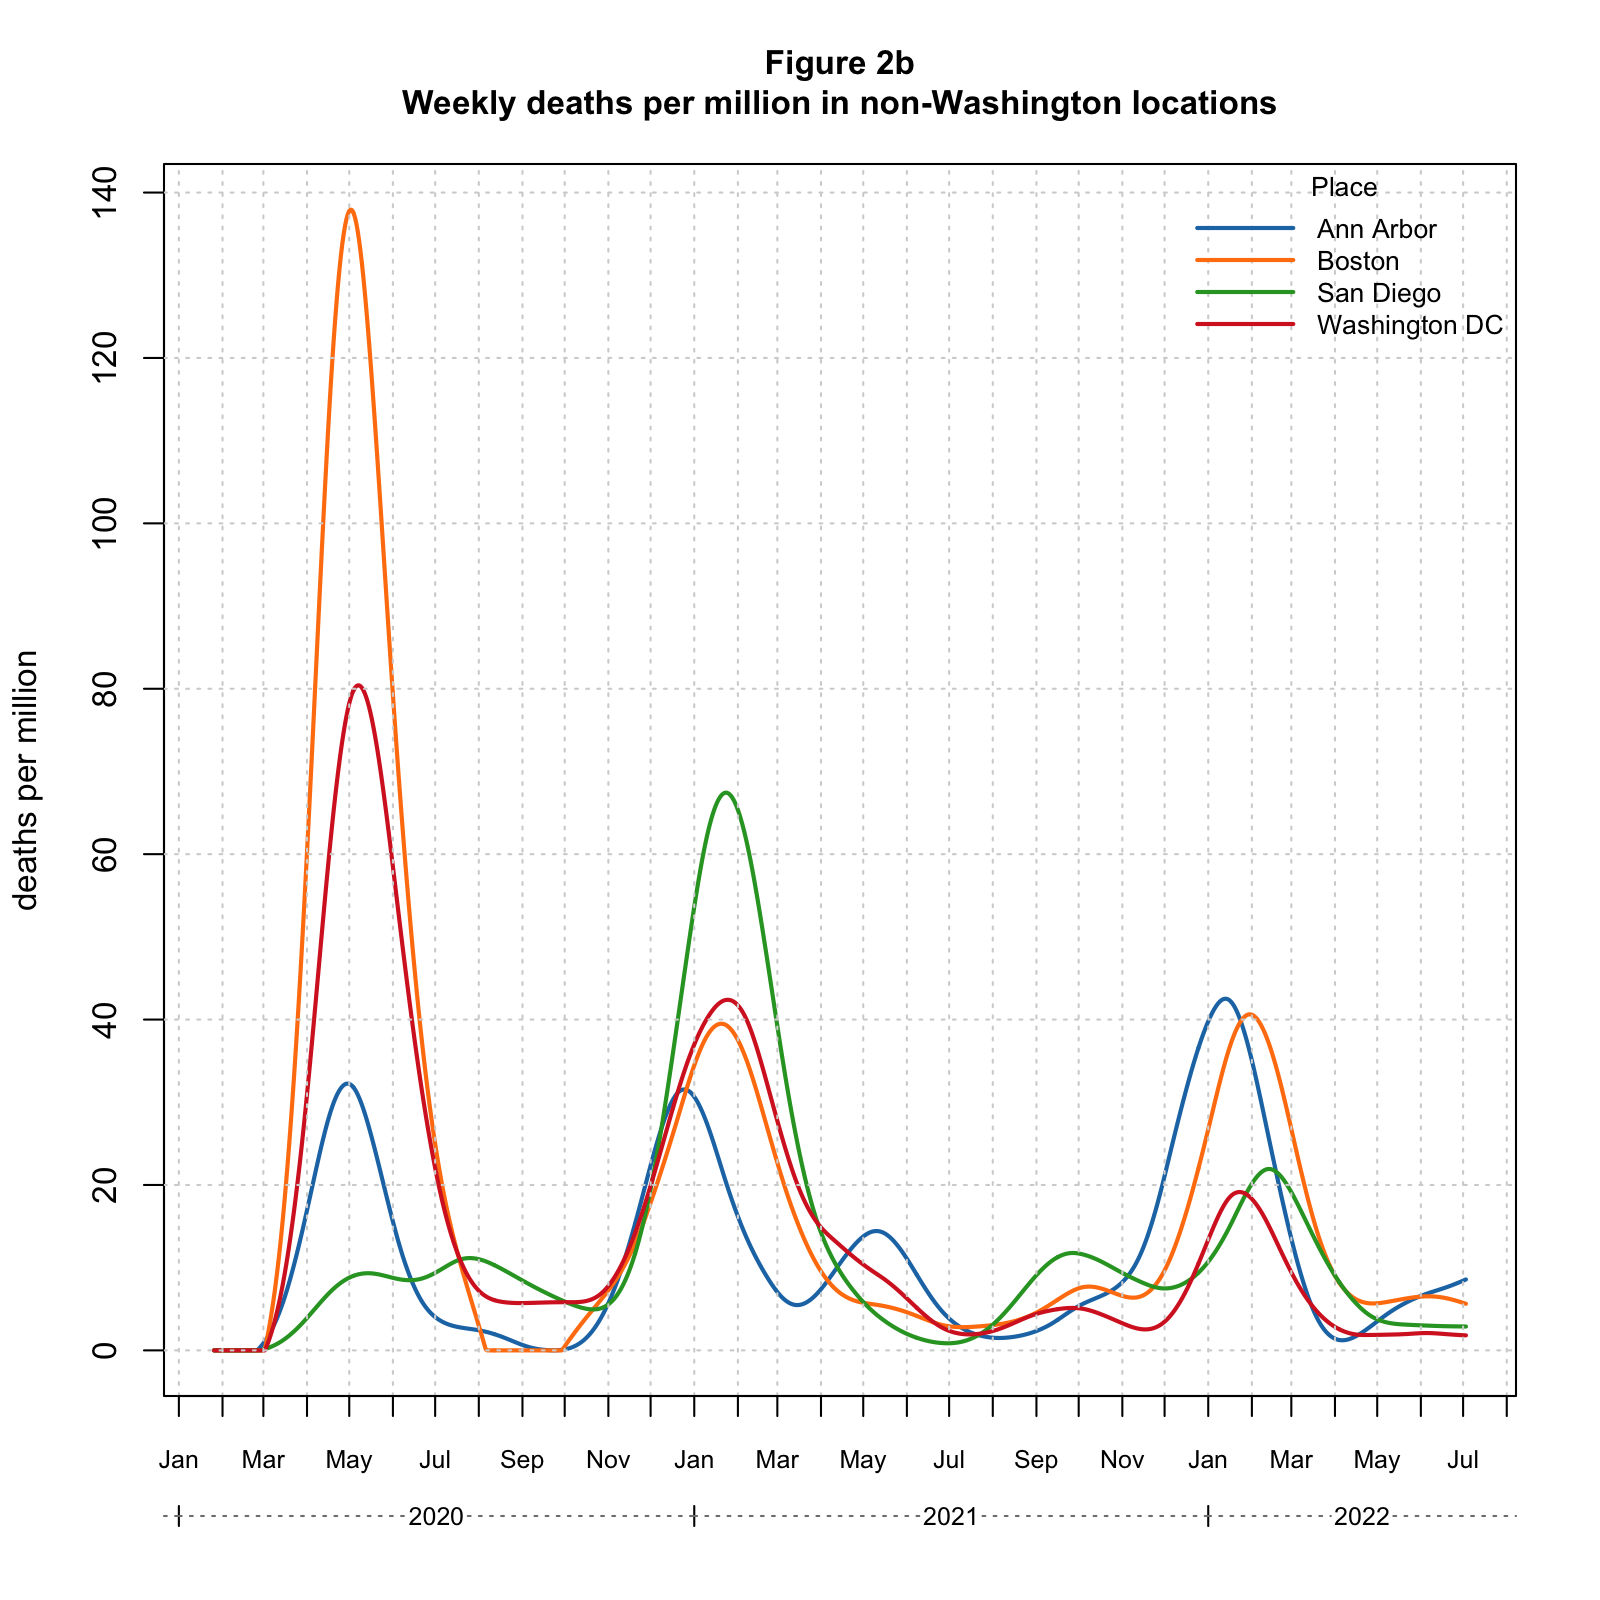 Figure 2b
Weekly deaths per million in non-Washington locations
Place
Ann Arbor
Boston
San Diego
Washington DC
deaths per million
140
120
100
80
60
40
20
0
Jan Mar May Jul Sep Nov Jan Mar May Jul Sep Nov Jan Mar May Jul
2020 2021 2022